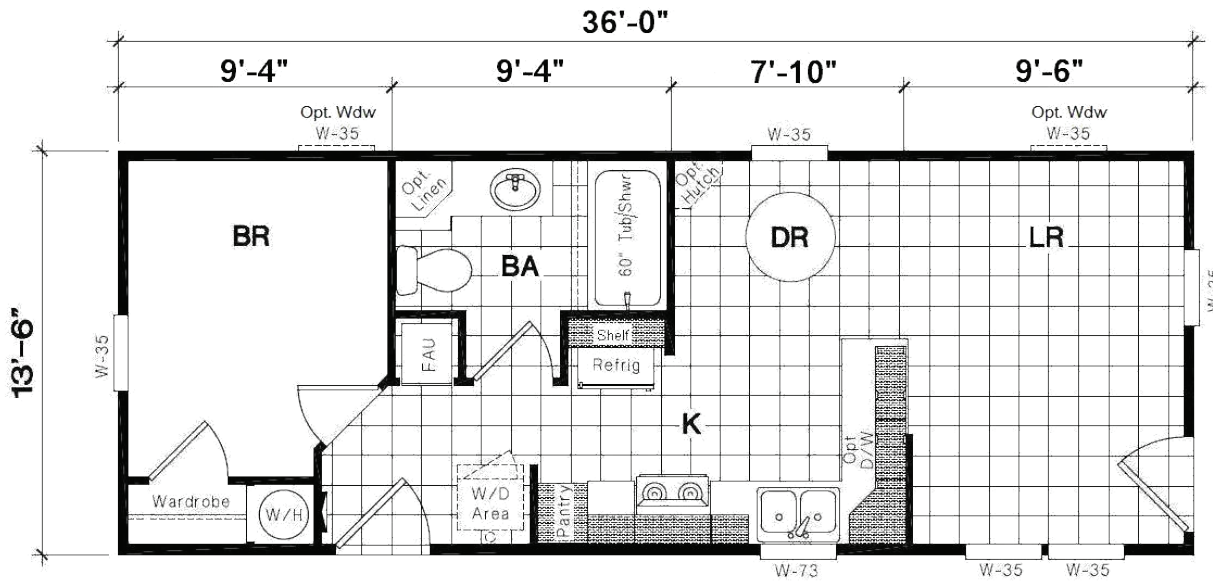 36'-0"
9'-4"
9'-4"
7'-10"
9'-6"
Opt. Wdw
W-35
W-35
Opt. Wdw
W-35
13'-6"
BR
Opt.
Linen
BA
60" Tub/Shwr
Opt.
Hutch
DR
LR
W-35
W-35
FAU
Shelf
Refrig
K
Opt
D/W
Wardrobe
W/H
W/D
Area
Pantry
W-73
W-35
W-35